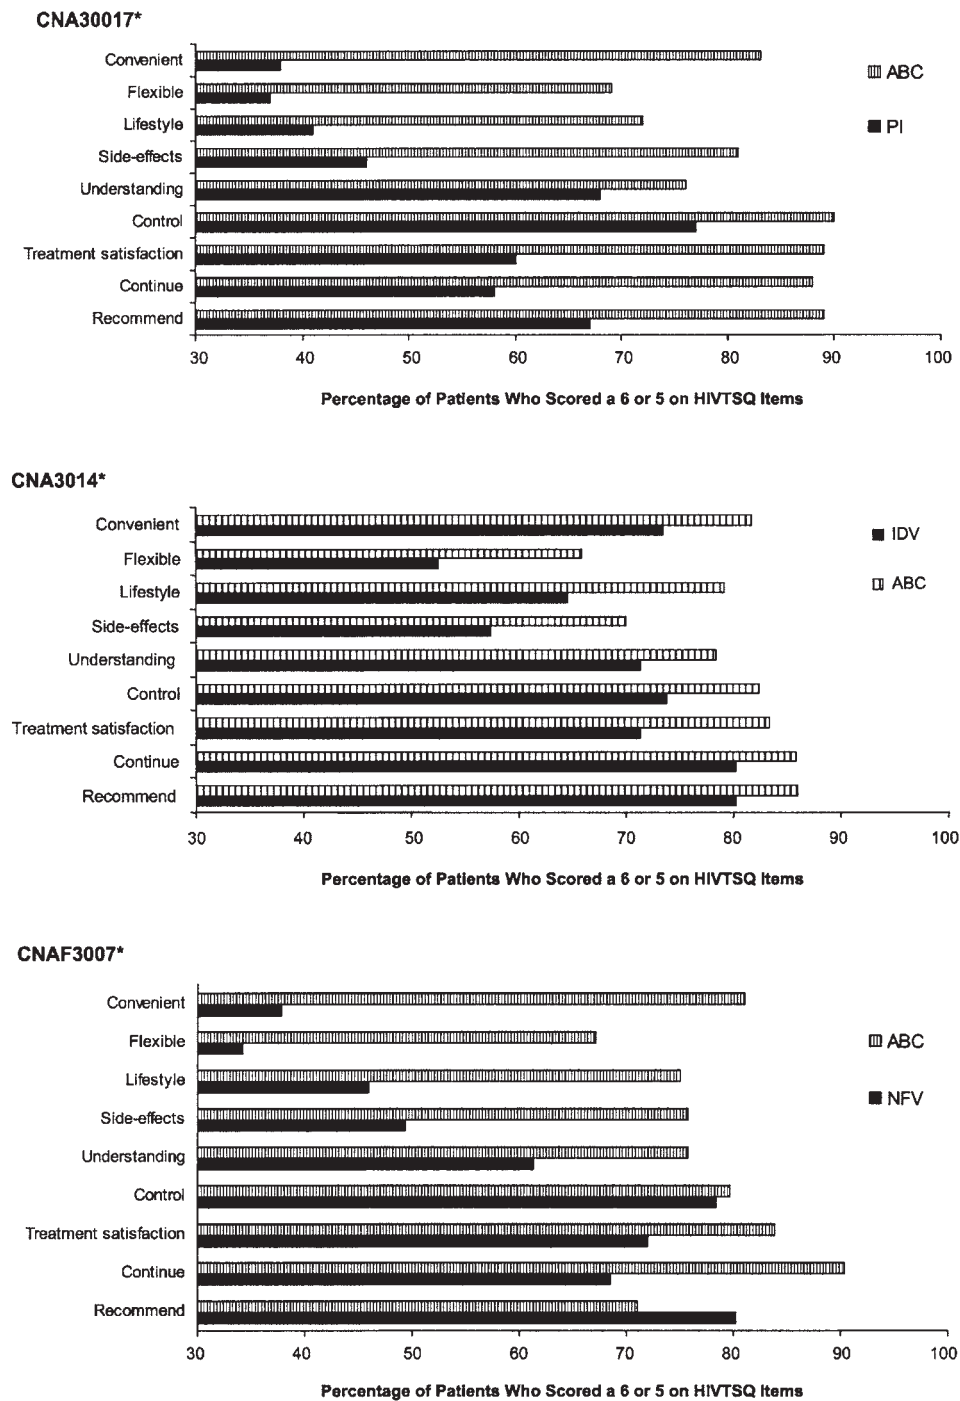 CNA30017*
Convenient
Flexible
Lifestyle
Side-effects
Understanding
Control
Treatment satisfaction
Continue
Recommend
ABC
PI
30 40 50 60 70 80 90 100
Percentage of Patients Who Scored a 6 or 5 on HIVTSQ Items
CNA3014*
Convenient
Flexible
Lifestyle
Side-effects
Understanding
Control
Treatment satisfaction
Continue
Recommend
IDV
ABC
30 40 50 60 70 80 90 100
Percentage of Patients Who Scored a 6 or 5 on HIVTSQ Items
CNAF3007*
Convenient
Flexible
Lifestyle
Side-effects
Understanding
Control
Treatment satisfaction
Continue
Recommend
ABC
NFV
30 40 50 60 70 80 90 100
Percentage of Patients Who Scored a 6 or 5 on HIVTSQ Items